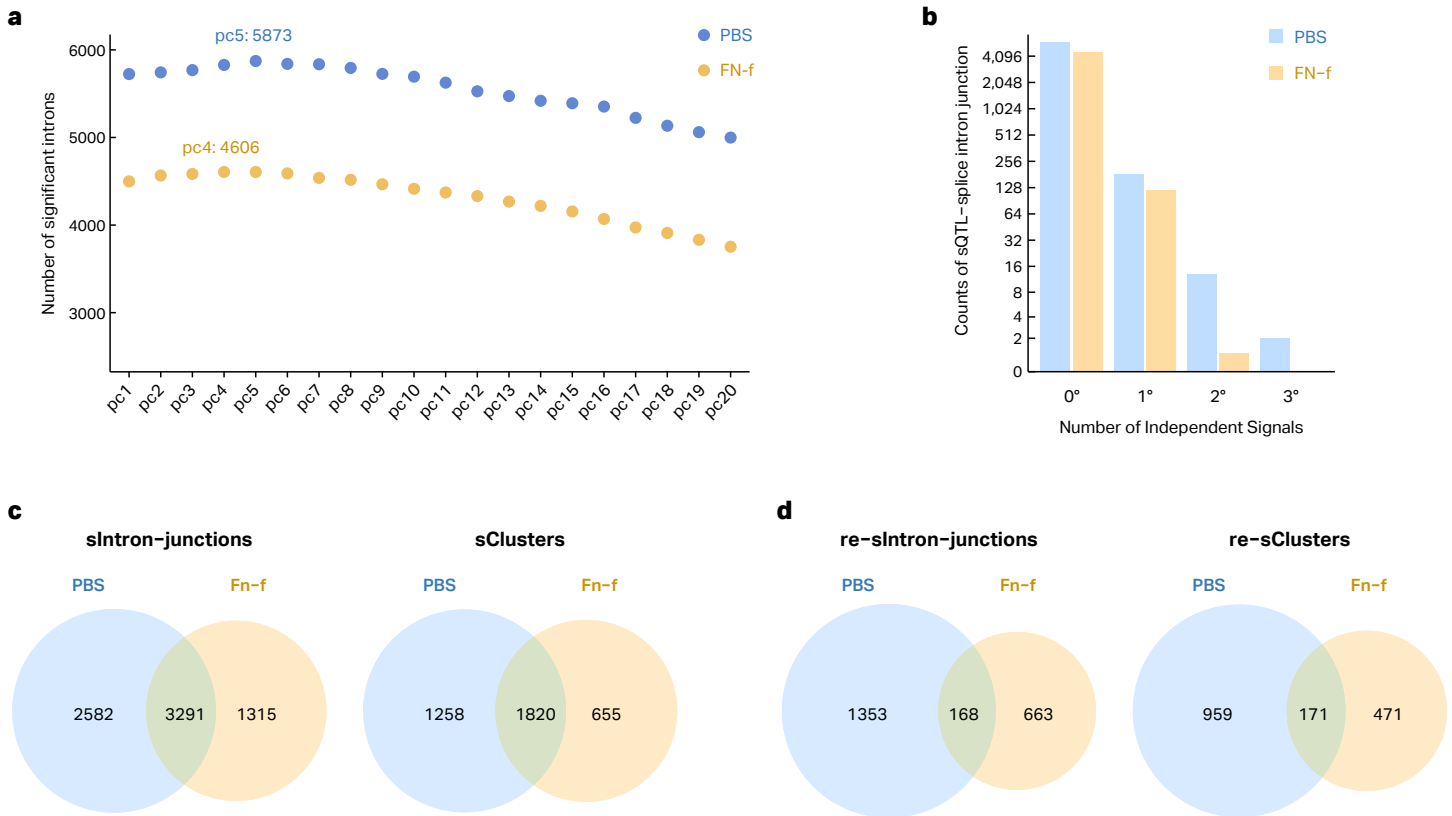 a
pc5: 5873
pc4: 4606
PBS
FN-f
Number of significant introns
6000
5000
4000
3000
pc1
pc2
pc3
pc4
pc5
pc6
pc7
pc8
pc9
pc10
pc11
pc12
pc13
pc14
pc15
pc16
pc17
pc18
pc19
pc20
b
PBS
FN-f
Counts of sQTL-splice intron junction
4,096
2,048
1,024
512
256
128
64
32
16
8
4
2
0
0°
1°
2°
3°
Number of Independent Signals
c
sIntron-junctions
PBS
Fn-f
2582
3291
1315
sClusters
PBS
Fn-f
1258
1820
655
d
re-sIntron-junctions
PBS
Fn-f
1353
168
663
re-sClusters
PBS
Fn-f
959
171
471